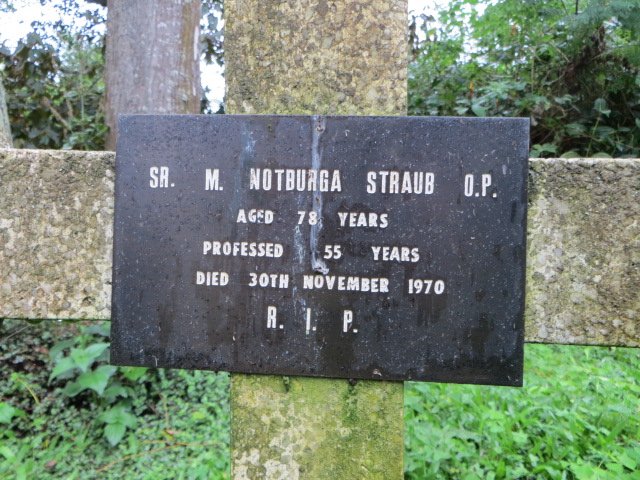 SR. M. NOTBURGA STRAUB O.P.
AGED 78 YEARS
PROFESSED 55 YEARS
DIED 30TH NOVEMBER 1970
R. I. P.